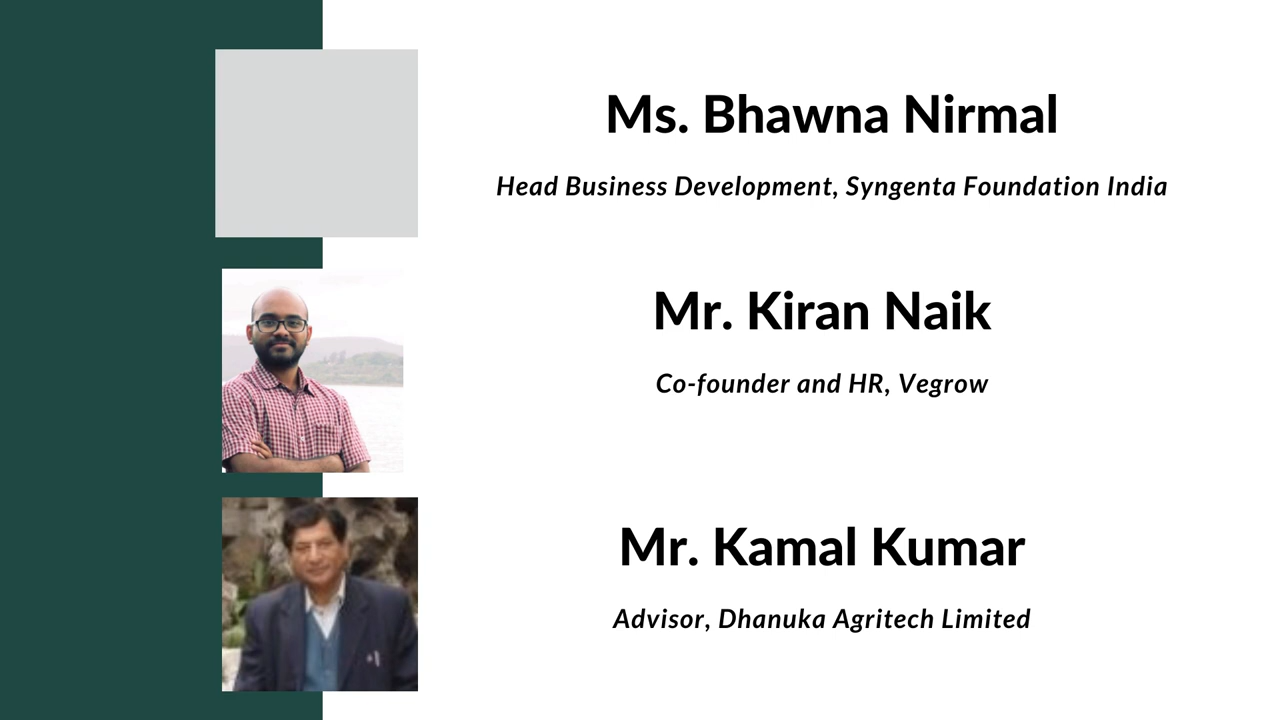 Ms. Bhawna Nirmal
Head Business Development, Syngenta Foundation India
Mr. Kiran Naik
Co-founder and HR, Vegrow
Mr. Kamal Kumar
Advisor, Dhanuka Agritech Limited